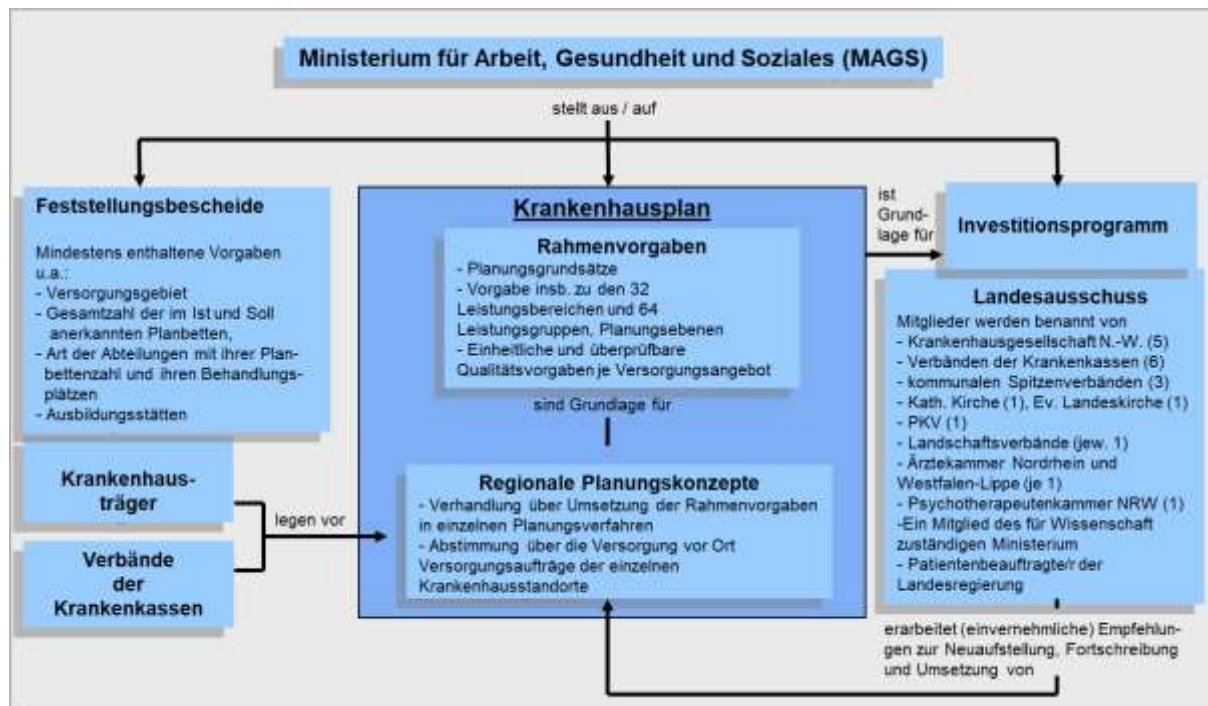 Ministerium für Arbeit, Gesundheit und Soziales (MAGS)
stellt aus / auf
Feststellungsbescheide
Mindestens enthaltene Vorgaben
u.a.:
- Versorgungsgebiet
- Gesamtzahl der im Ist und Soll
anerkannten Planbetten,
- Art der Abteilungen mit ihrer Plan-
bettenzahl und ihren Behandlungs-
plätzen
- Ausbildungsstätten
Krankenhaus-
träger
Verbände
der
Krankenkassen
legen vor
Krankenhausplan
Rahmenvorgaben
- Planungsgrundsätze
- Vorgabe insb. zu den 32
Leistungsbereichen und 64
Leistungsgruppen, Planungsebenen
- Einheitliche und überprüfbare
Qualitätsvorgaben je Versorgungsangebot
sind Grundlage für
Regionale Planungskonzepte
- Verhandlung über Umsetzung der Rahmenvorgaben
in einzelnen Planungsverfahren
- Abstimmung über die Versorgung vor Ort
Versorgungsaufträge der einzelnen
Krankenhausstandorte
ist
Grund-
lage für
Investitionsprogramm
Landesausschuss
Mitglieder werden benannt von
- Krankenhausgesellschaft N.-W. (5)
- Verbänden der Krankenkassen (6)
- kommunalen Spitzenverbänden (3)
- Kath. Kirche (1), Ev. Landeskirche (1)
- PKV (1)
- Landschaftsverbände (jew. 1)
- Ärztekammer Nordrhein und
Westfalen-Lippe (je 1)
- Psychotherapeutenkammer NRW (1)
-Ein Mitglied des für Wissenschaft
zuständigen Ministerium
- Patientenbeauftragte/r der
Landesregierung
erarbeitet (einvernehmliche) Empfehlun-
gen zur Neuaufstellung, Fortschreibung
und Umsetzung von